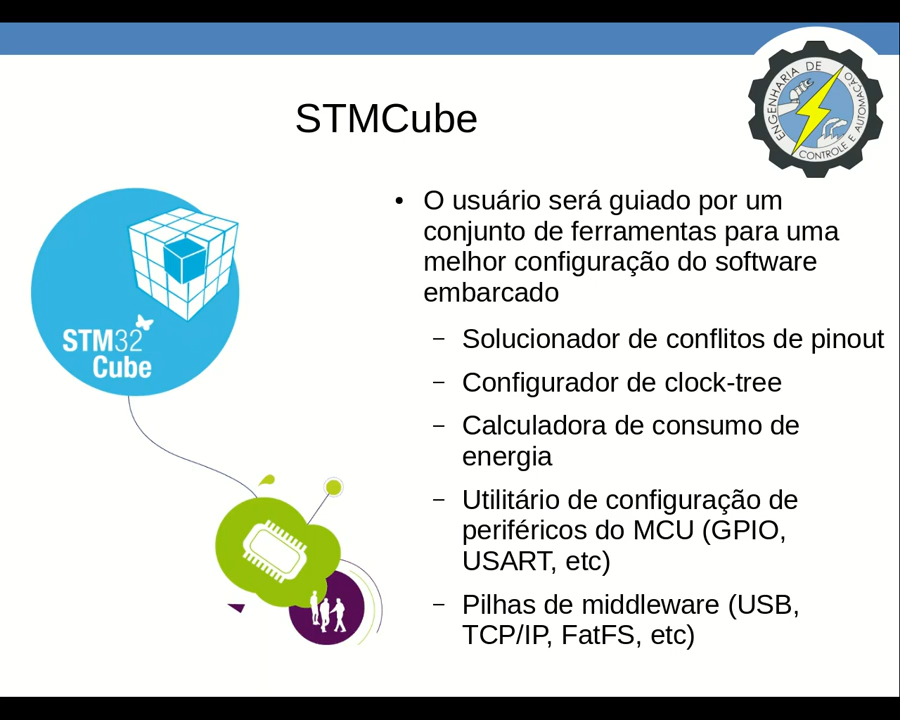 ENGENHARIA DE
CONTROLE E AUTOMAÇÃO
STMCube
STM32
Cube
• O usuário será guiado por um
conjunto de ferramentas para uma
melhor configuração do software
embarcado
– Solucionador de conflitos de pinout
– Configurador de clock-tree
– Calculadora de consumo de
energia
– Utilitário de configuração de
periféricos do MCU (GPIO,
USART, etc)
– Pilhas de middleware (USB,
TCP/IP, FatFS, etc)